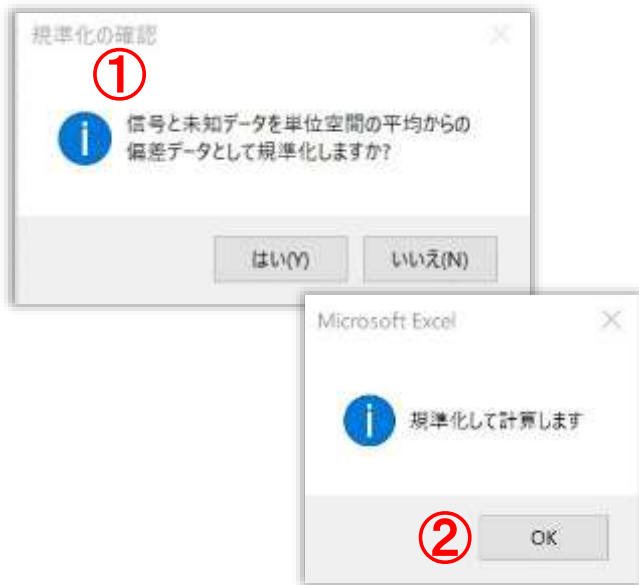 規準化の確認
①
信号と未知データを単位空間の平均からの
偏差データとして規準化しますか?
はい(Y) いいえ(N)
Microsoft Excel
規準化して計算します
② OK